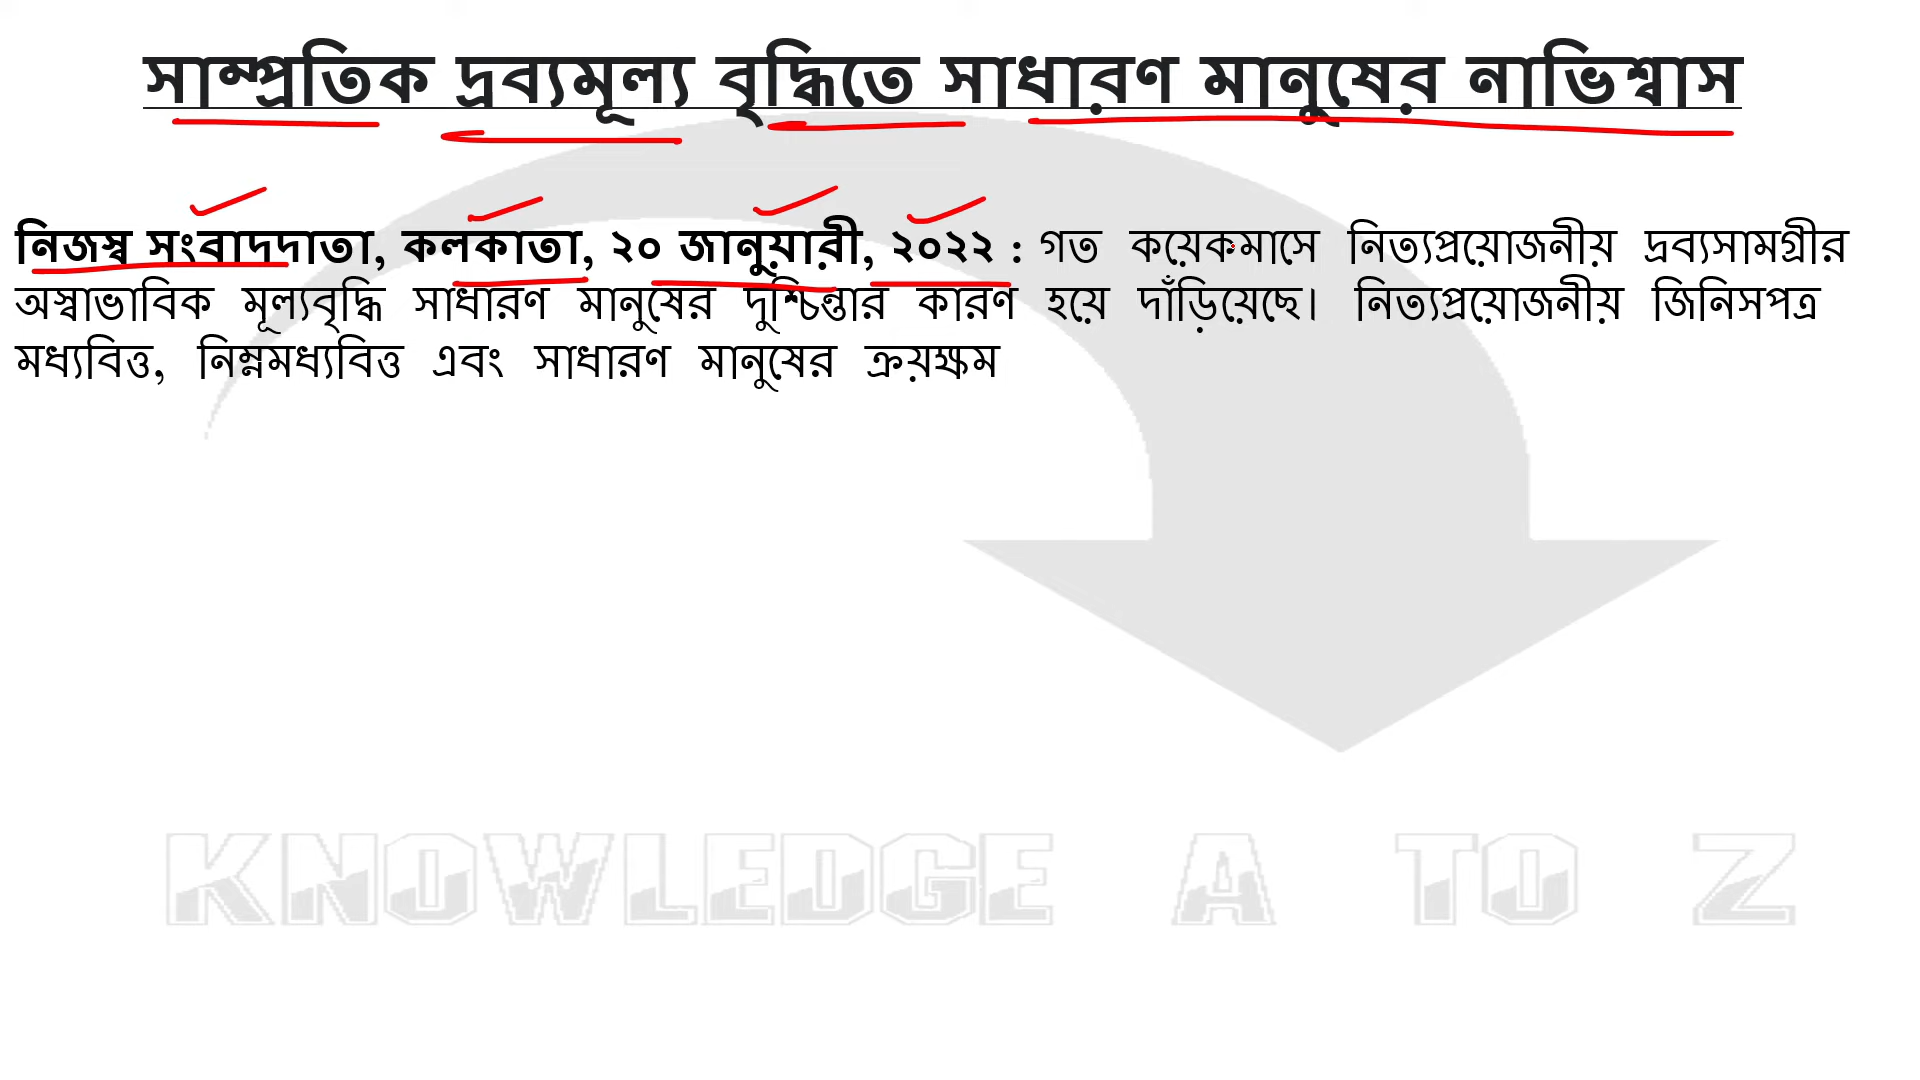 সাম্প্রতিক দ্রব্যমূল্য বৃদ্ধিতে সাধারণ মানুষের নাভিশ্বাস
নিজস্ব সংবাদদাতা, কলকাতা, ২০ জানুয়ারী, ২০২২ : গত কয়েকমাসে নিত্যপ্রয়োজনীয় দ্রব্যসামগ্রীর
অস্বাভাবিক মূল্যবৃদ্ধি সাধারণ মানুষের দুশ্চিন্তার কারণ হয়ে দাঁড়িয়েছে। নিত্যপ্রয়োজনীয় জিনিসপত্র
মধ্যবিত্ত, নিম্নমধ্যবিত্ত এবং সাধারণ মানুষের ক্রয়ক্ষম
KNOWLEDGE A TO Z